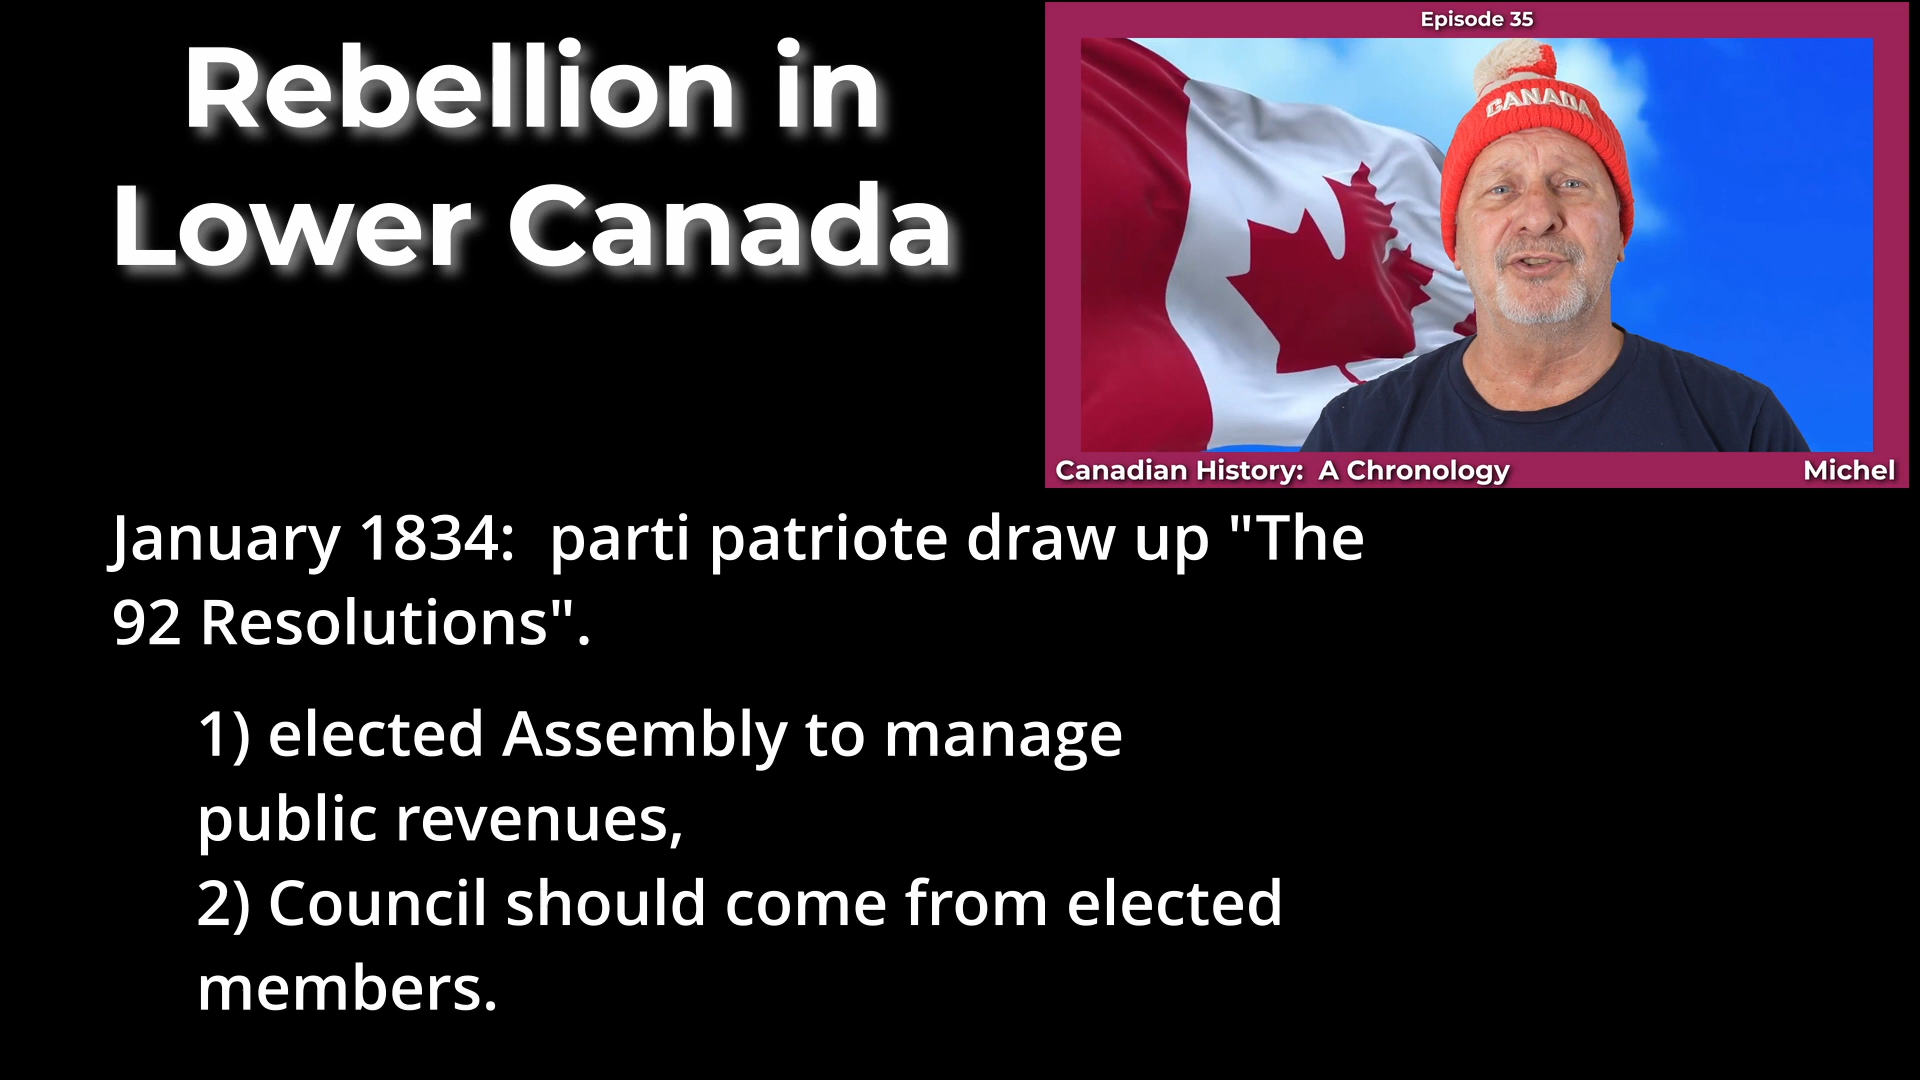 Rebellion in
Lower Canada
Episode 35
CANADA
Canadian History:  A Chronology
Michel
January 1834:  parti patriote draw up "The
92 Resolutions".
1) elected Assembly to manage
public revenues,
2) Council should come from elected
members.